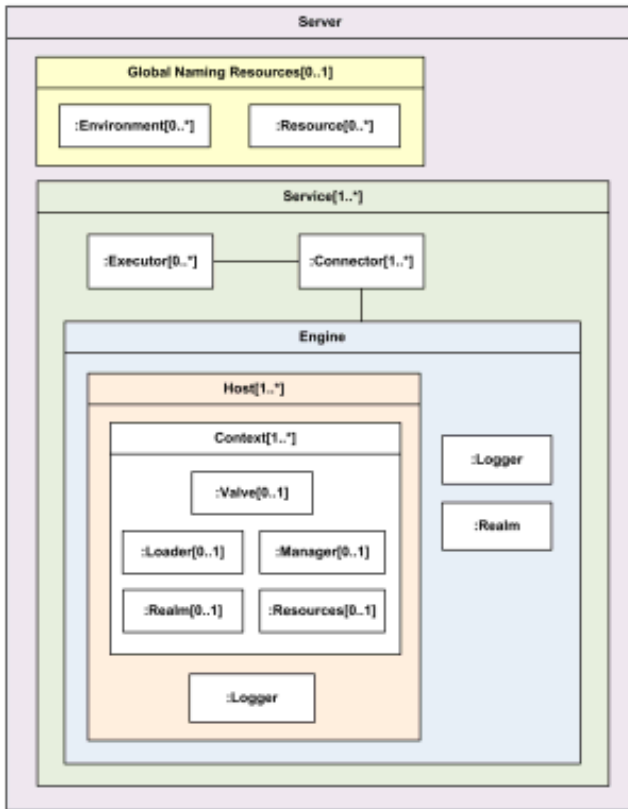 Server
Global Naming Resources[0..1]
:Environment[0..*]
:Resource[0..*]
Service[1..*]
:Executor[0..*]
:Connector[1..*]
Engine
Host[1..*]
Context[1..*]
:Valve[0..1]
:Loader[0..1]
:Manager[0..1]
:Realm[0..1]
:Resources[0..1]
:Logger
:Logger
:Realm